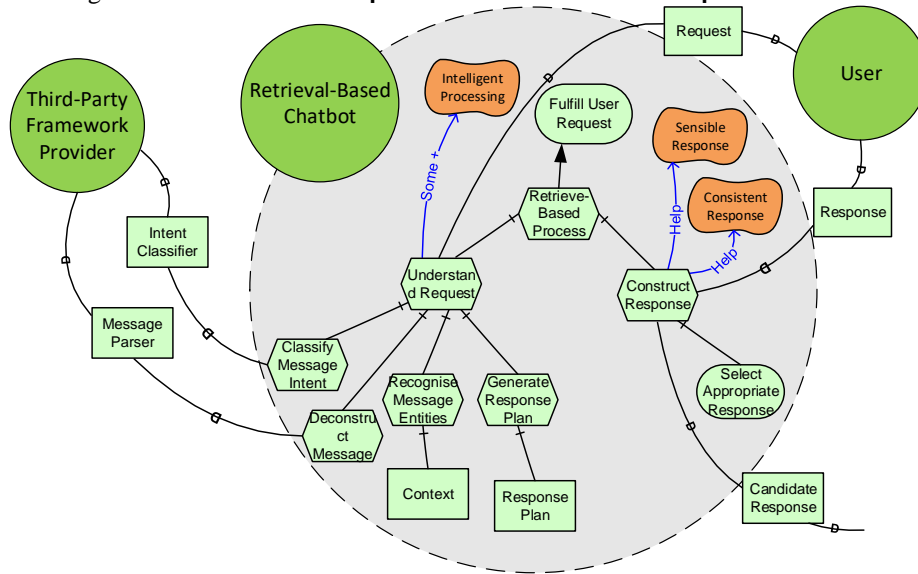 Request
User
Intelligent
Processing
Retrieval-Based
Chatbot
Fulfill User
Request
Third-Party
Framework
Provider
Sensible
Response
Some +
Retrieve-
Based
Process
Consistent
Response
Response
Help
Help
Intent
Classifier
Understan
d Request
Construct
Response
Message
Parser
Classify
Message
Intent
Recognise
Message
Entities
Generate
Response
Plan
Select
Appropriate
Response
Deconstru
ct
Message
Context
Response
Plan
Candidate
Response